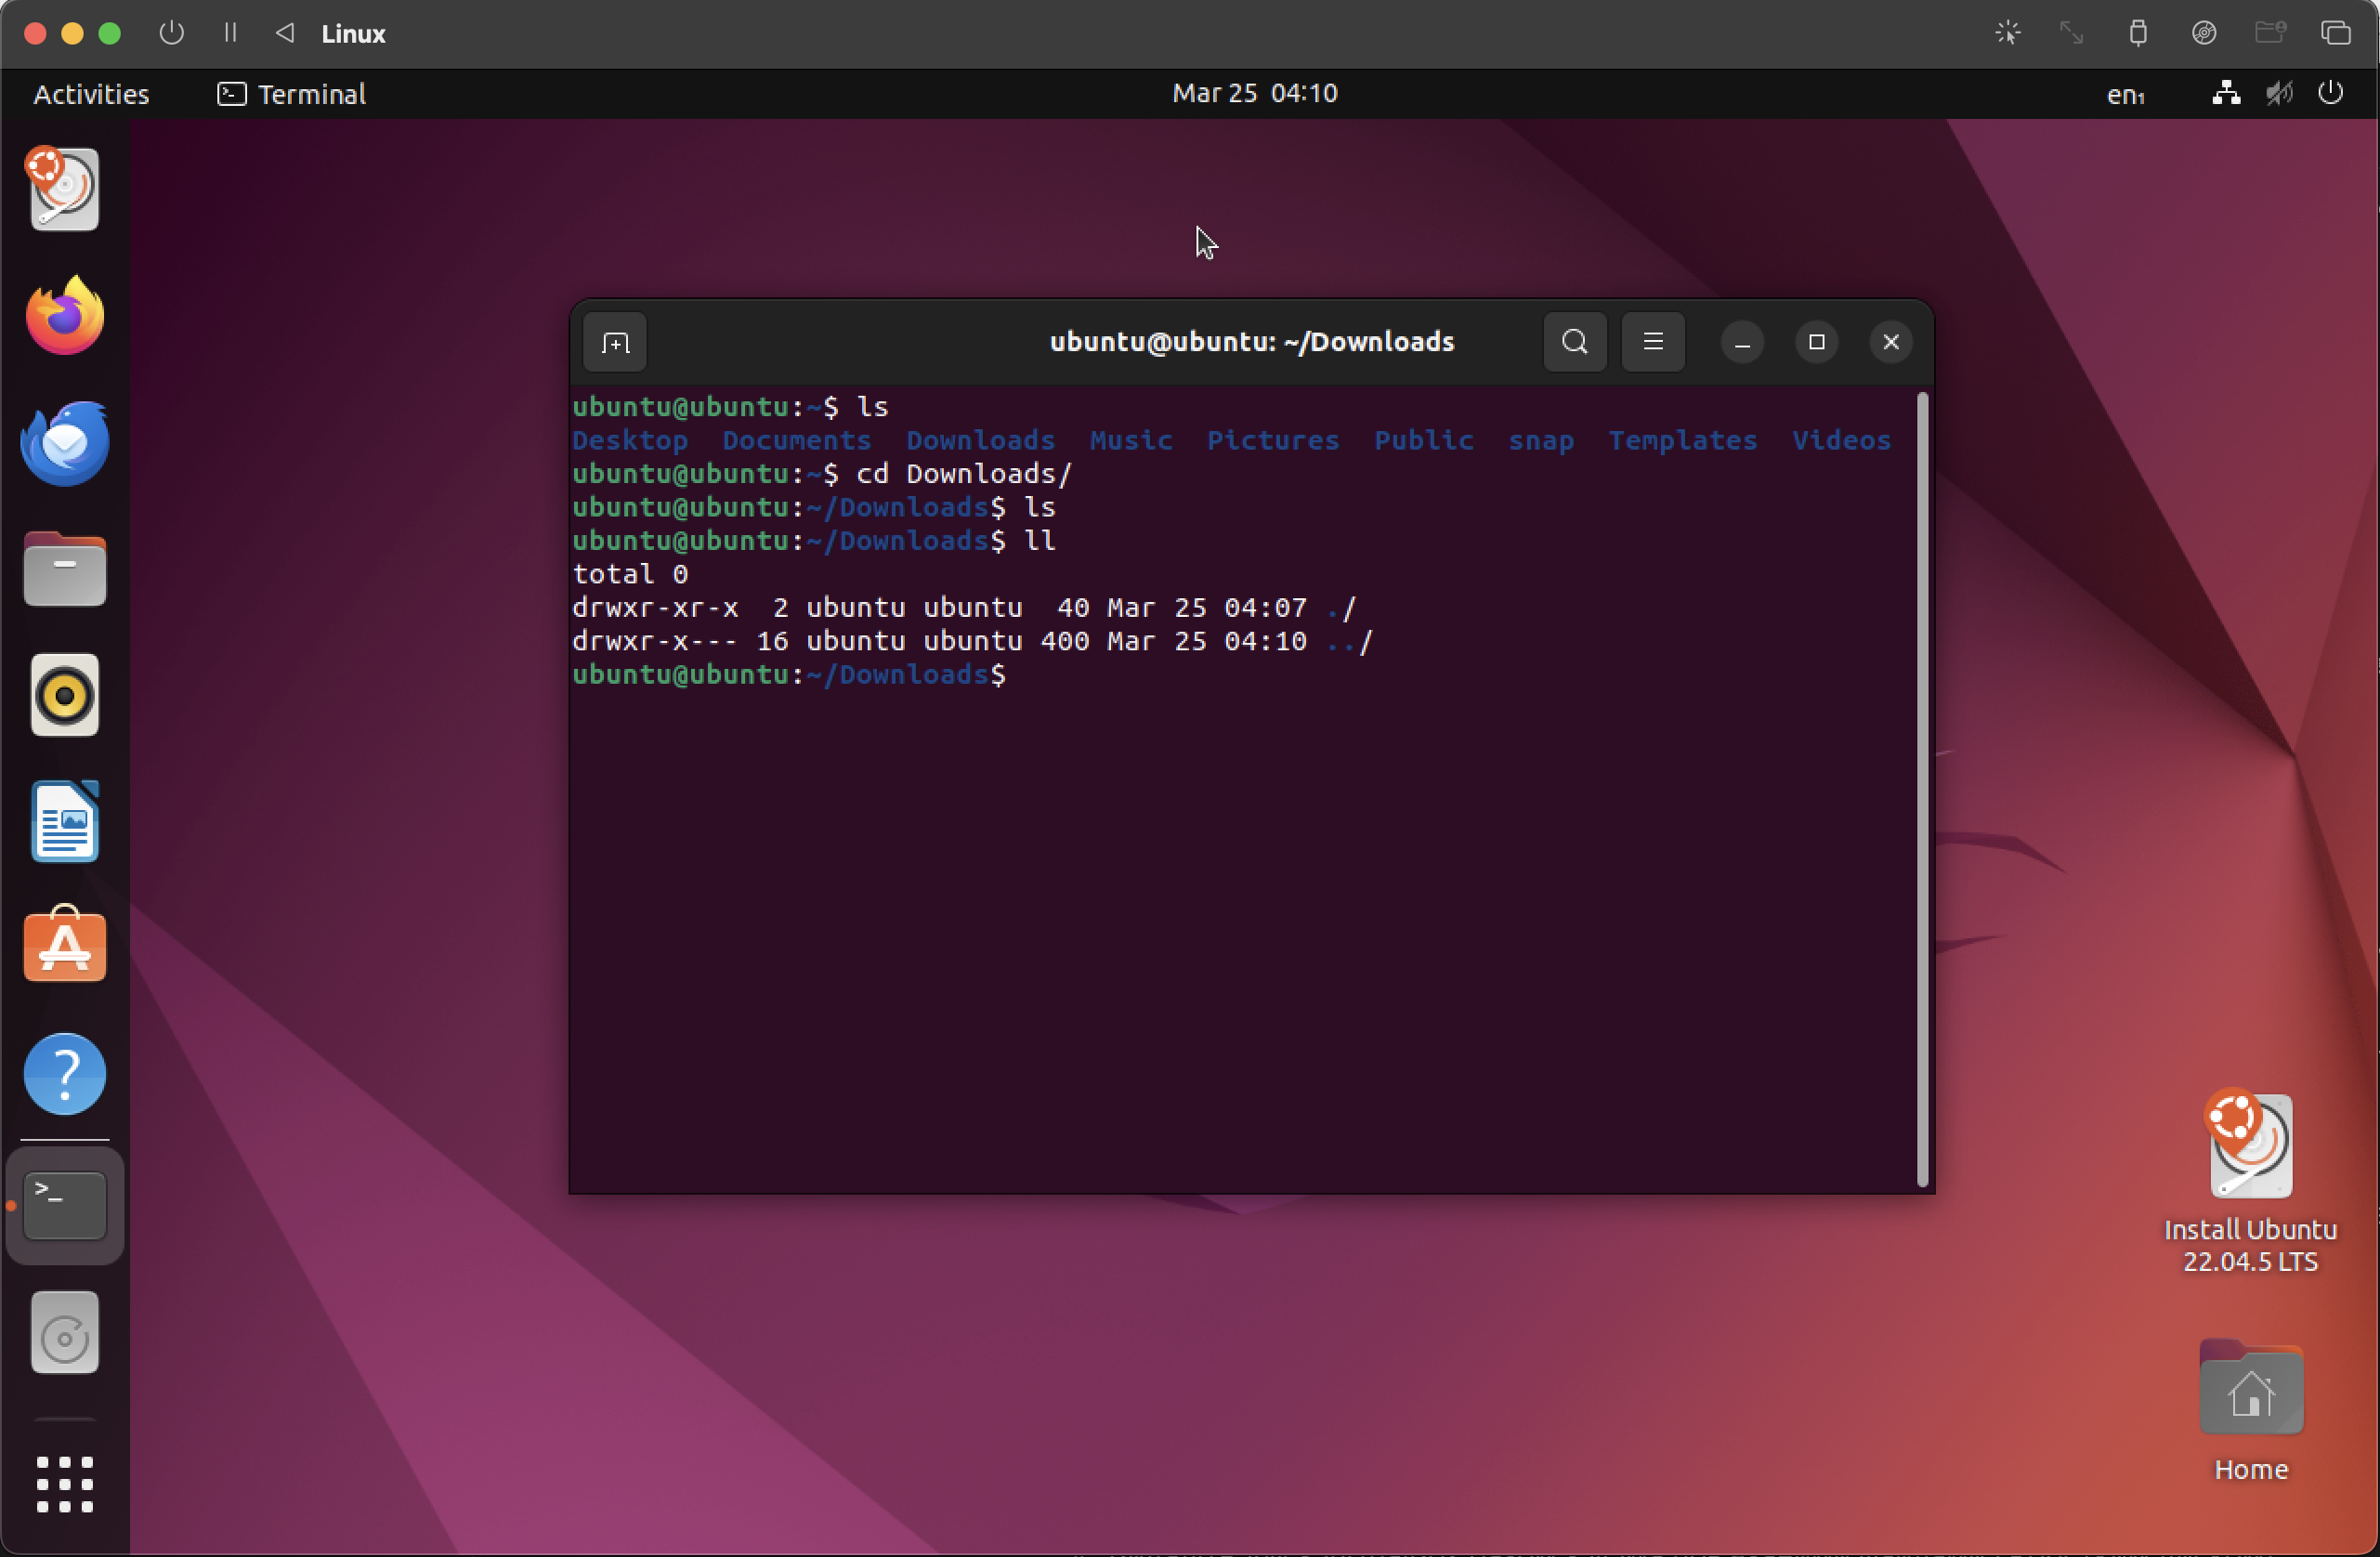 Linux
Activities Terminal Mar 25 04:10 en₁
ubuntu@ubuntu: ~/Downloads
ubuntu@ubuntu:~$ ls
Desktop Documents Downloads Music Pictures Public snap Templates Videos
ubuntu@ubuntu:~$ cd Downloads/
ubuntu@ubuntu:~/Downloads$ ls
ubuntu@ubuntu:~/Downloads$ ll
total 0
drwxr-xr-x  2 ubuntu ubuntu  40 Mar 25 04:07 ./
drwxr-x--- 16 ubuntu ubuntu 400 Mar 25 04:10 ../
ubuntu@ubuntu:~/Downloads$
Install Ubuntu
22.04.5 LTS
Home